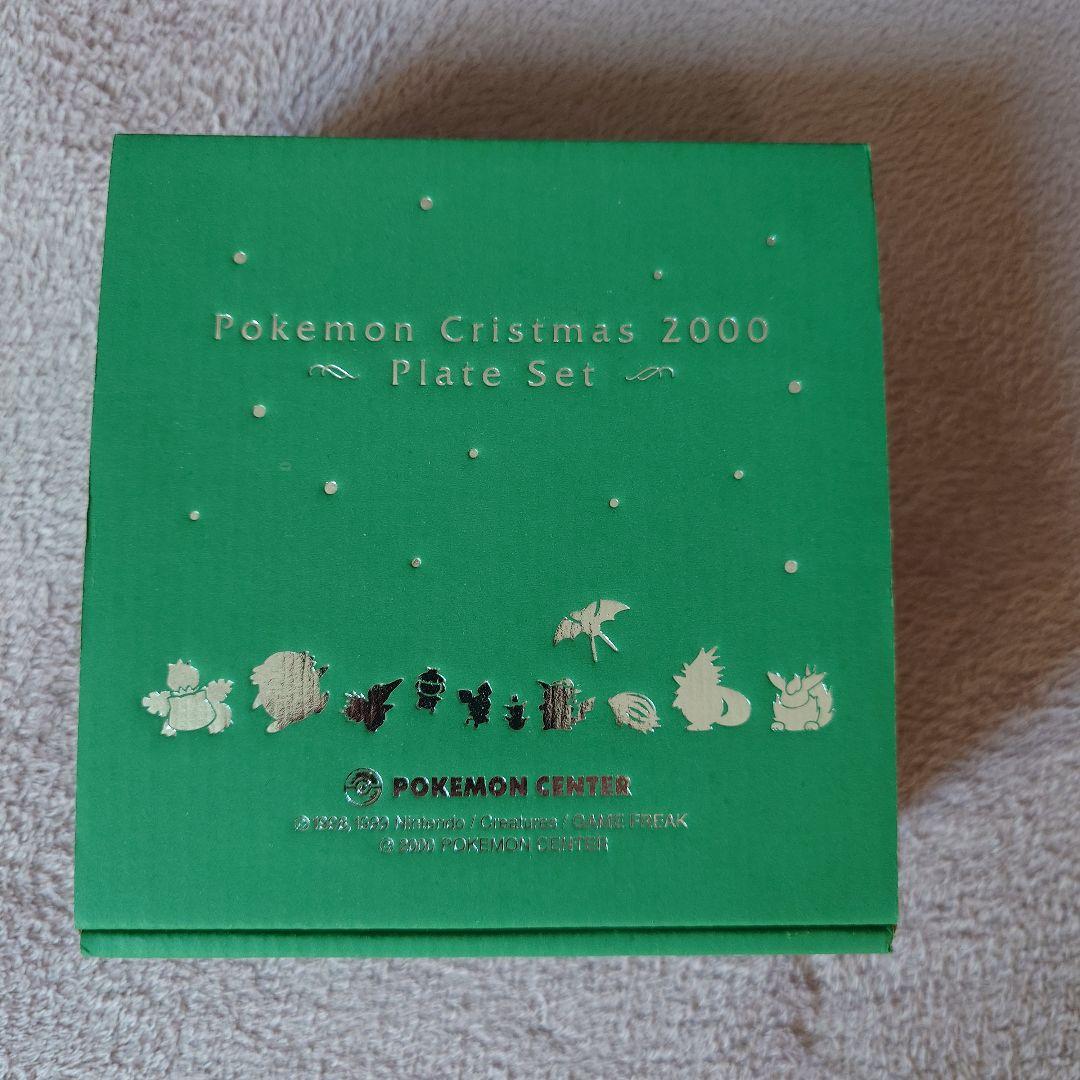 Pokemon Cristmas 2000
Plate Set
POKEMON CENTER
©1998,1999 Nintendo / Creatures / GAME FREAK
© 2000 POKEMON CENTER